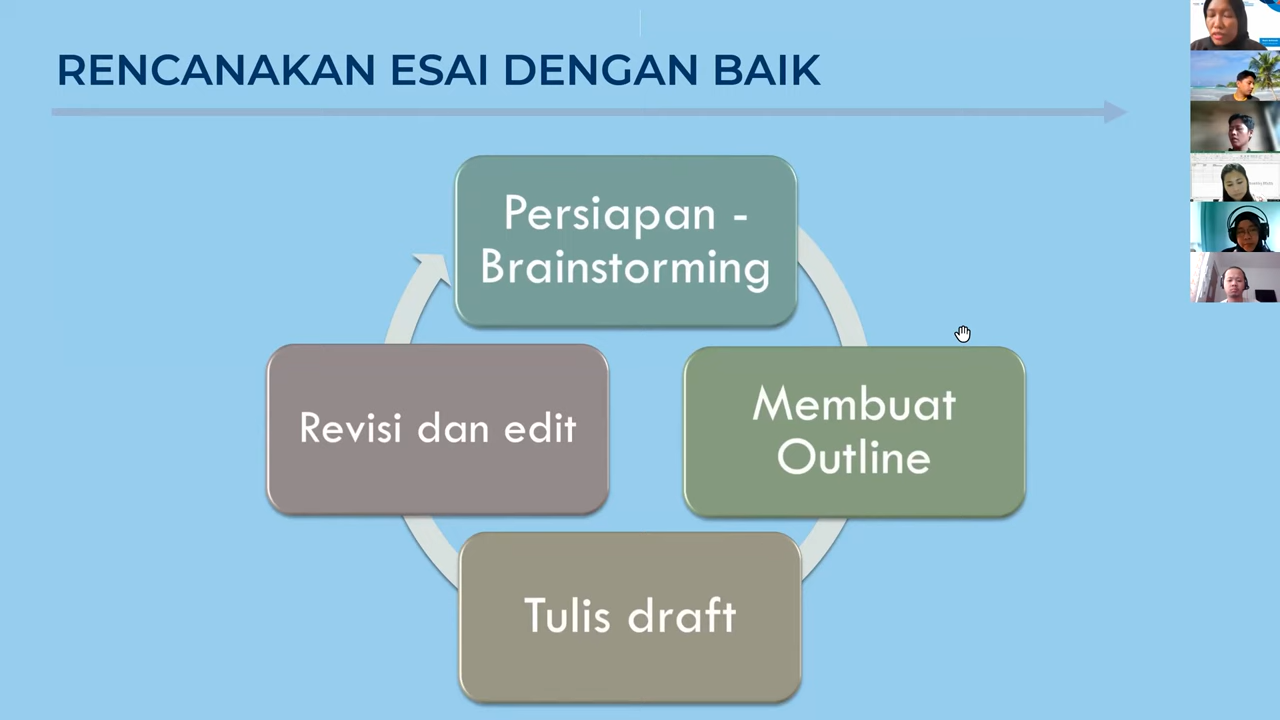 RENCANAKAN ESAI DENGAN BAIK
Persiapan -
Brainstorming
Membuat
Outline
Tulis draft
Revisi dan edit